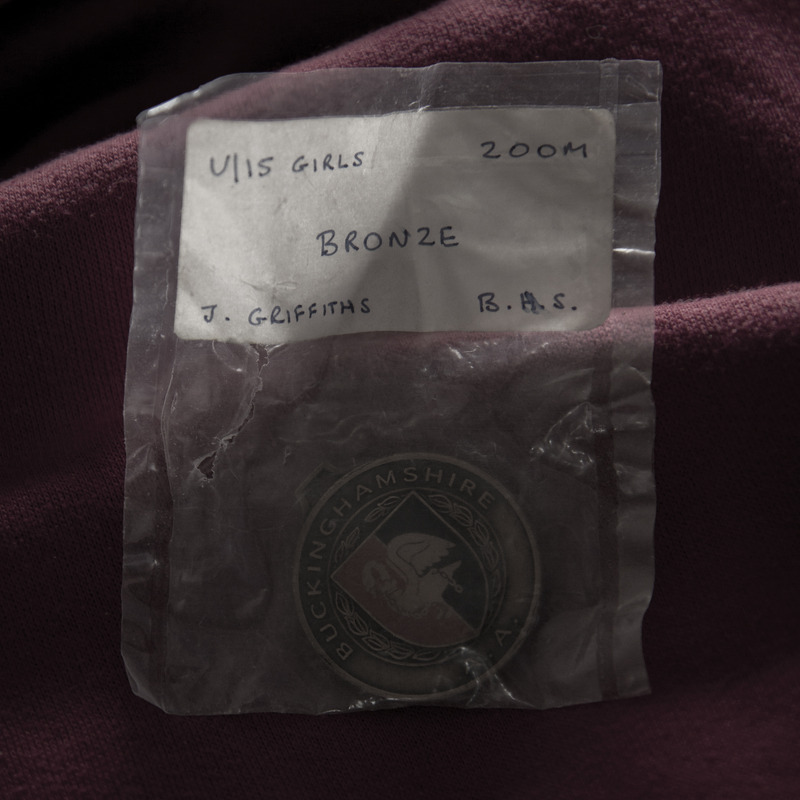 U/15 GIRLS 200M
BRONZE
J. GRIFFITHS B.H.S.
BUCKINGHAMSHIRE
A.